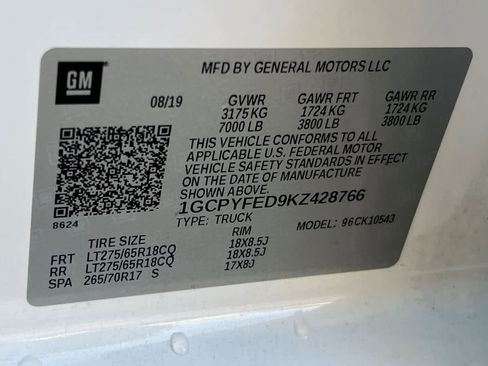 GM
MFD BY GENERAL MOTORS LLC
08/19 GVWR GAWR FRT GAWR RR
3175 KG 1724 KG 1724 KG
7000 LB 3800 LB 3800 LB
THIS VEHICLE CONFORMS TO ALL
APPLICABLE U.S. FEDERAL MOTOR
VEHICLE SAFETY STANDARDS IN EFFECT
ON THE DATE OF MANUFACTURE
SHOWN ABOVE.
1GCPYFED9KZ428766
8624
TYPE: TRUCK MODEL: 96CK10543
TIRE SIZE RIM
FRT LT275/65R18CQ 18X8.5J
RR LT275/65R18CQ 18X8.5J
SPA 265/70R17 S 17X8J